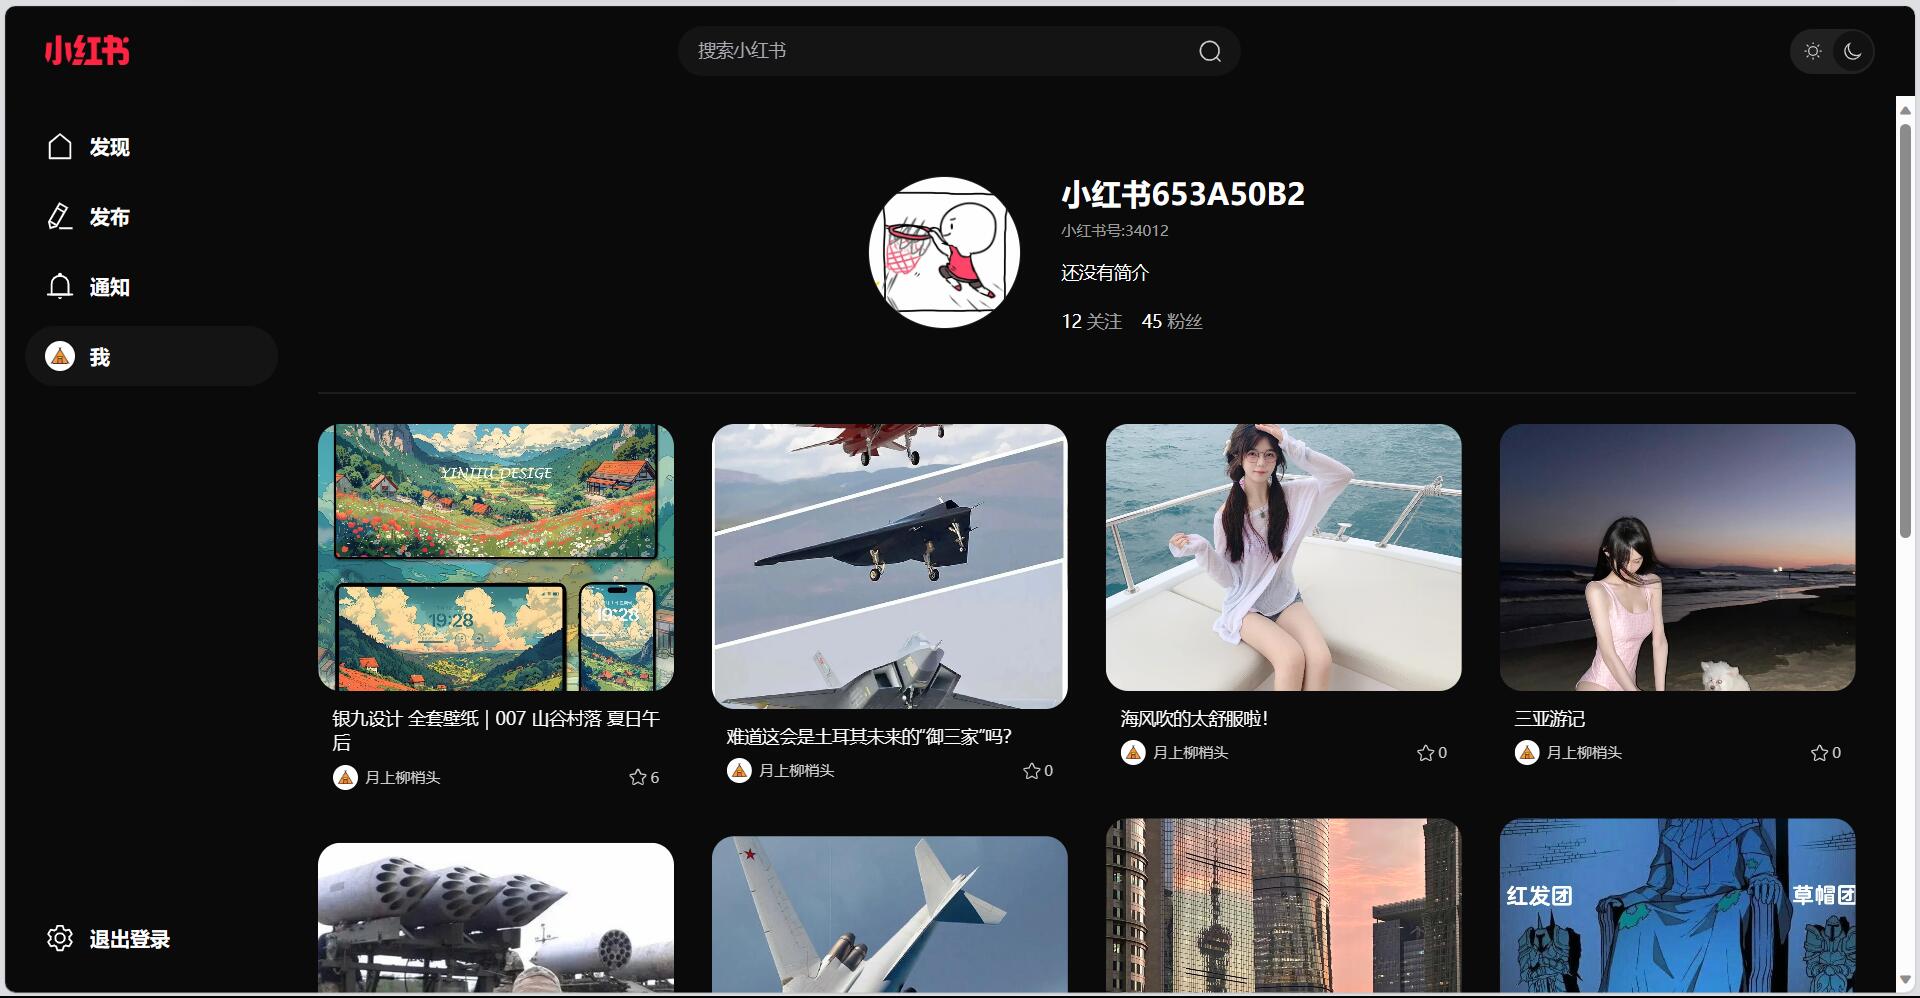 小红书
搜索小红书
发现
发布
通知
我
退出登录
小红书653A50B2
小红书号:34012
还没有简介
12 关注 45 粉丝
YINJIU DESIGE
19:28
19:28
银九设计 全套壁纸 | 007 山谷村落 夏日午
后
月上柳梢头
6
难道这会是土耳其未来的“御三家”吗?
月上柳梢头
0
海风吹的太舒服啦!
月上柳梢头
0
三亚游记
月上柳梢头
0
红发团
草帽团